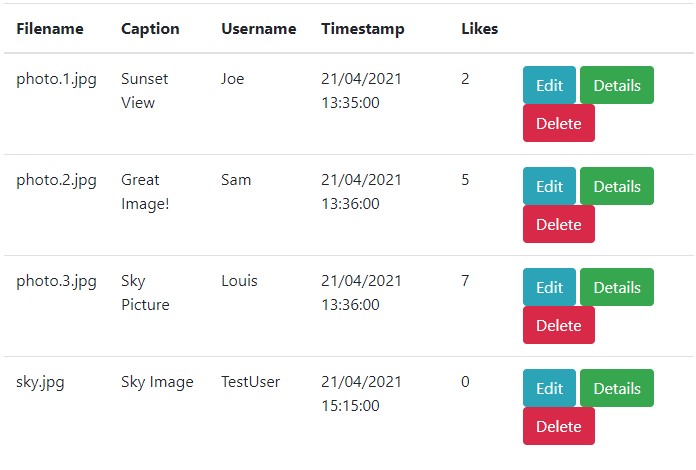 Filename Caption Username Timestamp Likes
photo.1.jpg Sunset Joe 21/04/2021 2 Edit Details
View 13:35:00
Delete
photo.2.jpg Great Sam 21/04/2021 5 Edit Details
Image! 13:36:00
Delete
photo.3.jpg Sky Louis 21/04/2021 7 Edit Details
Picture 13:36:00
Delete
sky.jpg Sky Image TestUser 21/04/2021 0 Edit Details
15:15:00
Delete